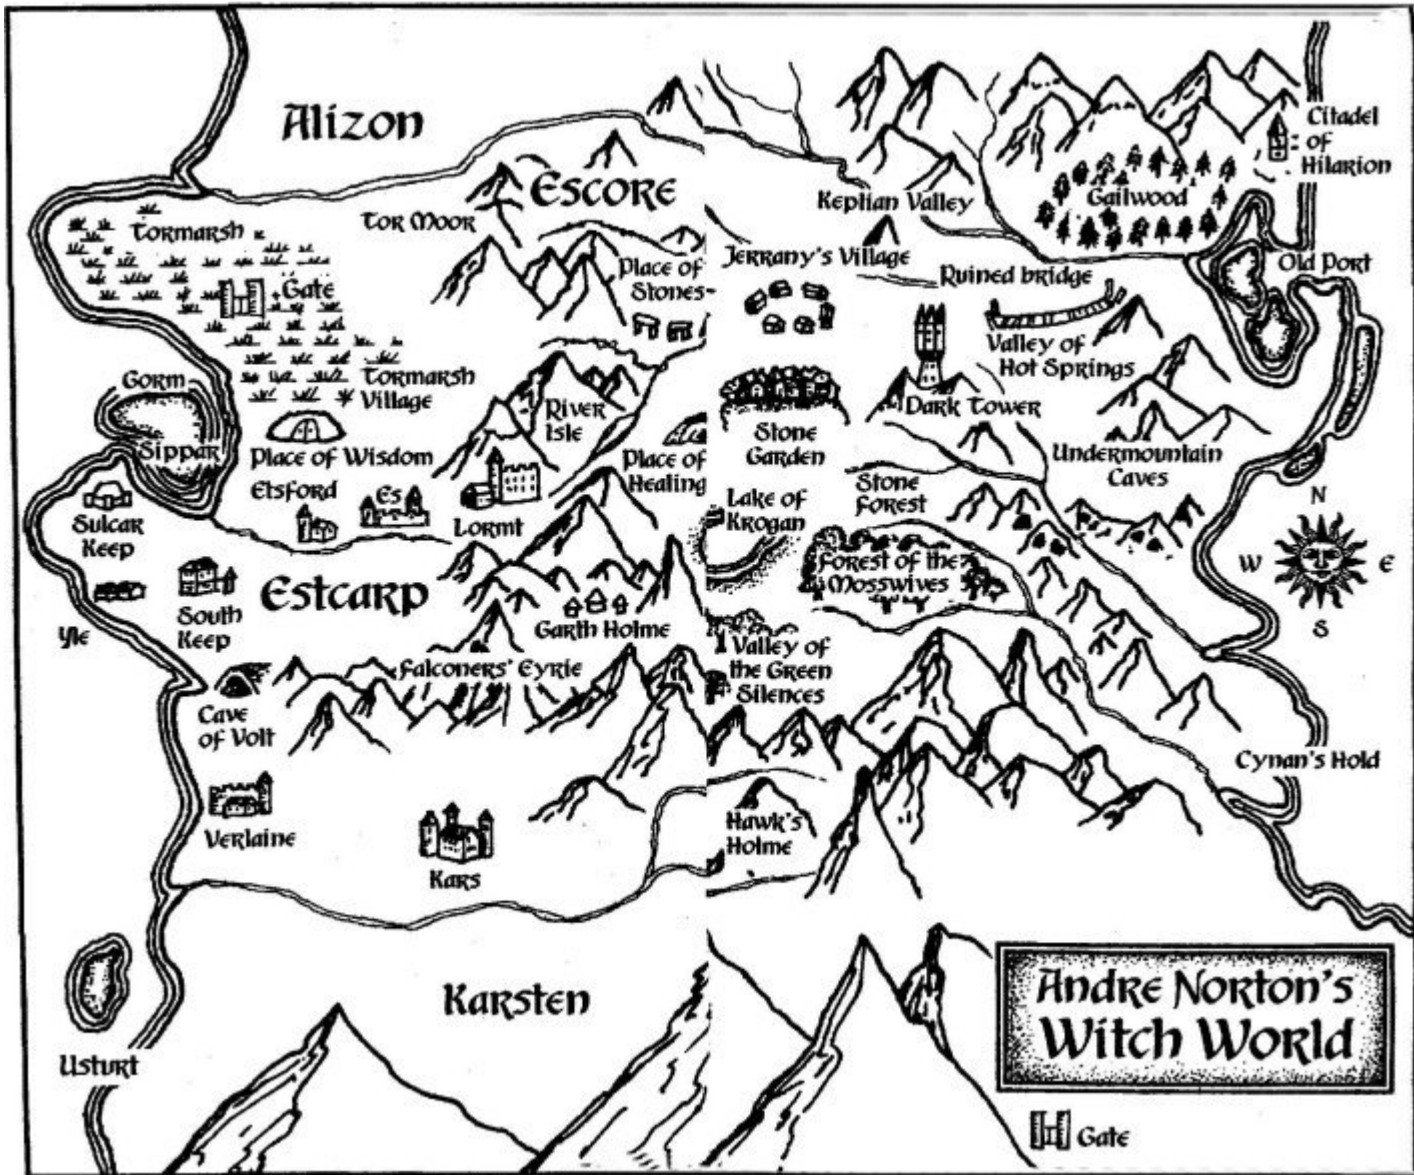 Alizon
Citadel
of
Hilarion
Escore
Tor Moor
Keplian Valley
Gailwood
Tormarsh
Gate
Place of
Stones
Jerrany's Village
Ruined bridge
Old Port
Valley of
Hot Springs
Gorm
Sippar
Tormarsh
Village
River
Isle
Dark Tower
Place of Wisdom
Place of
Healing
Stone
Garden
Undermountain
Caves
Etsford
Es
Lormt
Lake of
Krogan
Stone
Forest
Sulcar
Keep
N
W
E
S
Forest of the
Mosswives
Yle
South
Keep
Estcarp
Garth Holme
Falconers' Eyrie
Valley of
the Green
Silences
Cave
of Volt
Cynan's Hold
Verlaine
Kars
Hawk's
Holme
Karsten
Usturt
Andre Norton's
Witch World
Gate